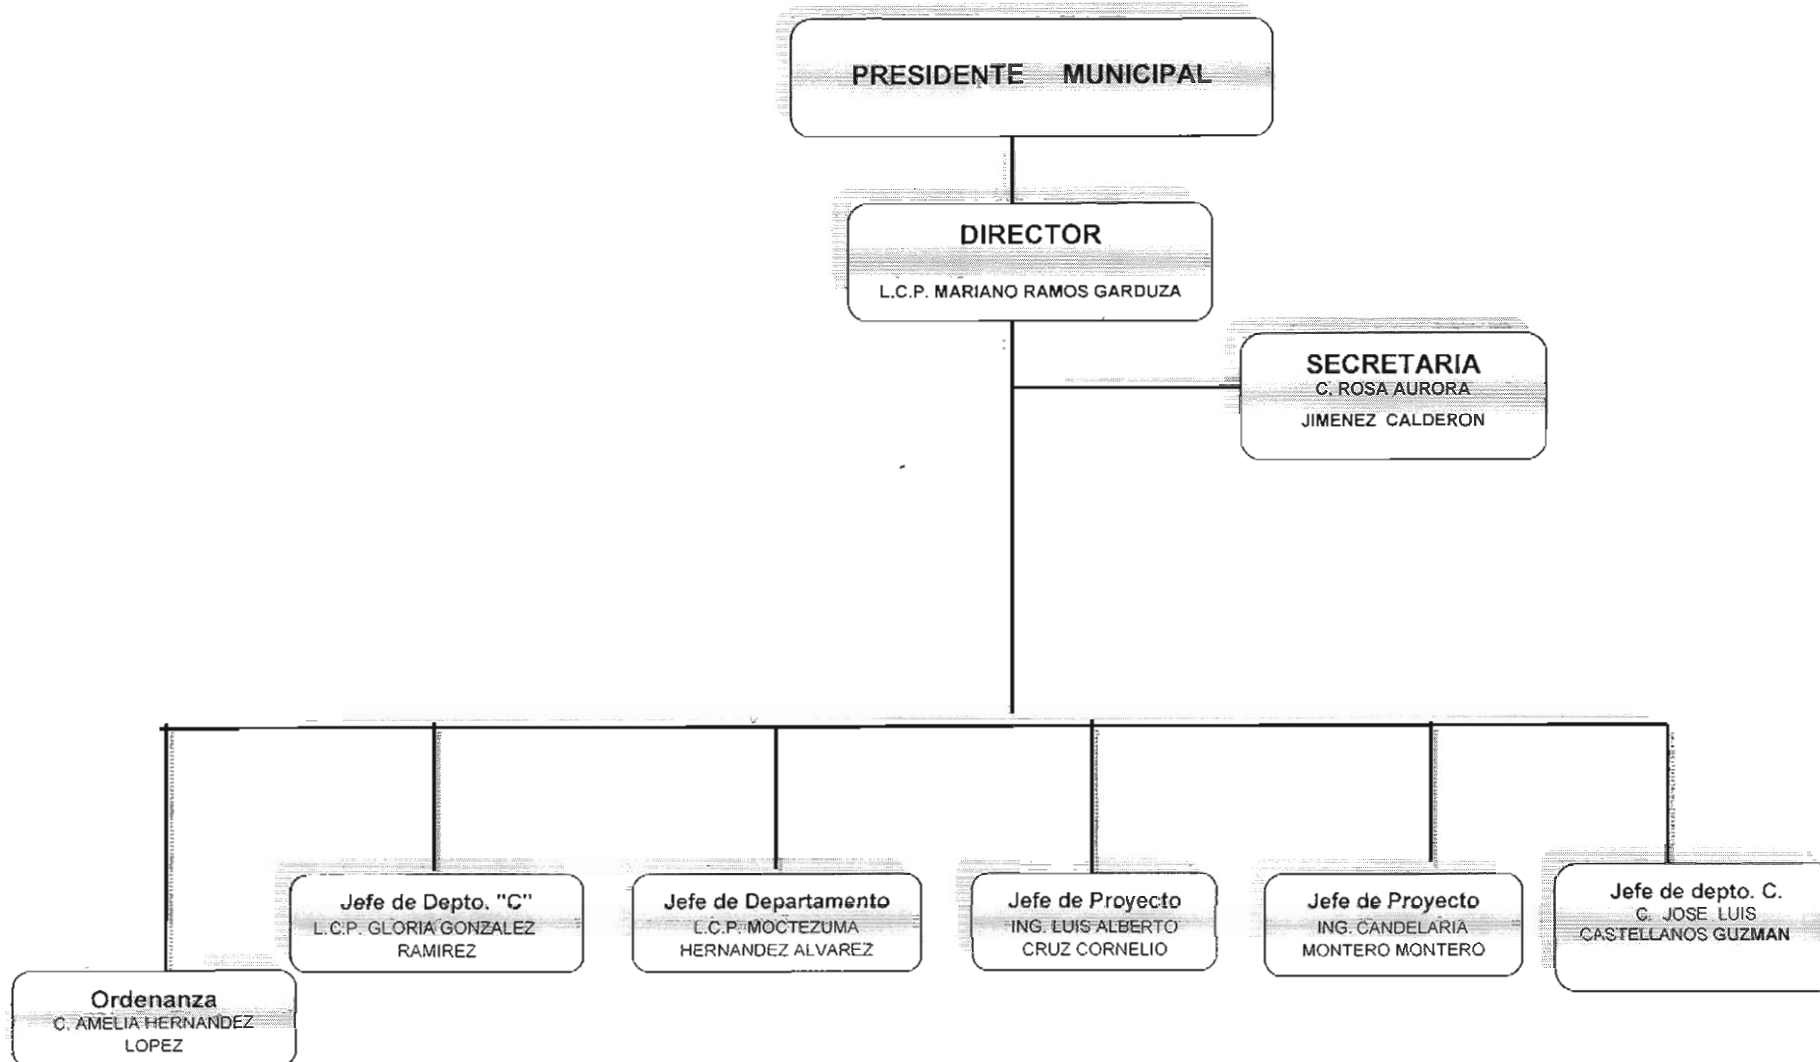 PRESIDENTE MUNICIPAL
DIRECTOR
L.C.P. MARIANO RAMOS GARDUZA
SECRETARIA
C. ROSA AURORA
JIMENEZ CALDERON
Jefe de Depto. "C"
L.C.P. GLORIA GONZALEZ
RAMIREZ
Jefe de Departamento
L.C.P. MOCTEZUMA
HERNANDEZ ALVAREZ
Jefe de Proyecto
ING. LUIS ALBERTO
CRUZ CORNELIO
Jefe de Proyecto
ING. CANDELARIA
MONTERO MONTERO
Jefe de depto. C.
C. JOSE LUIS
CASTELLANOS GUZMAN
Ordenanza
C. AMELIA HERNANDEZ
LOPEZ